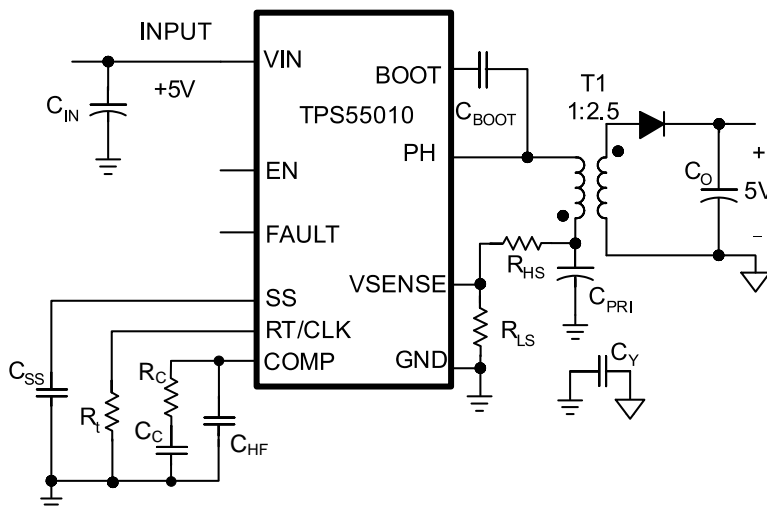 INPUT
VIN
+5V
C_IN
BOOT
C_BOOT
TPS55010
T1
1:2.5
PH
EN
C_O
+
5V
–
FAULT
R_HS
VSENSE
C_PRI
SS
RT/CLK
R_LS
COMP
GND
C_Y
C_SS
R_C
R_t
C_C
C_HF